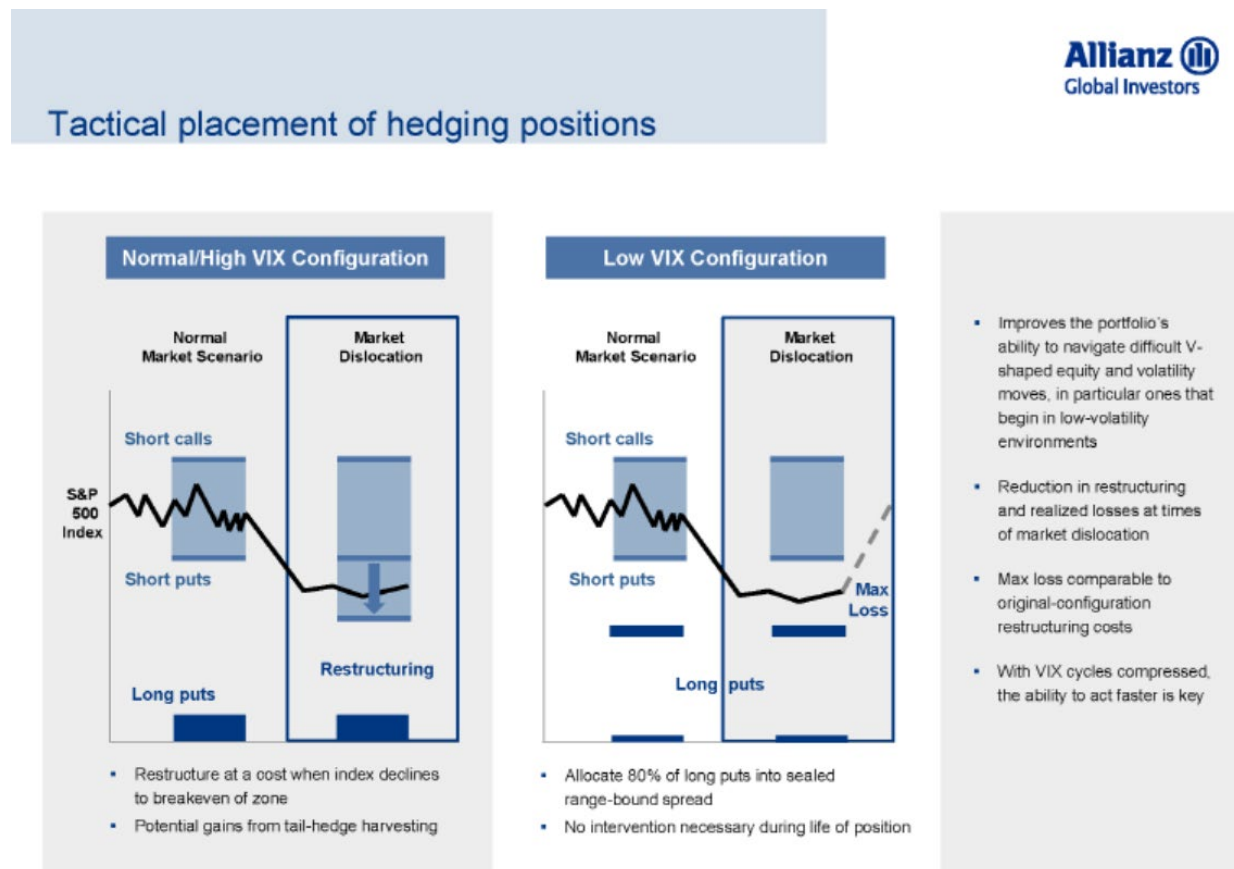 Allianz
Global Investors
Tactical placement of hedging positions
Normal/High VIX Configuration
Normal
Market Scenario
Market
Dislocation
Short calls
S&P
500
Index
Short puts
Restructuring
Long puts
▪ Restructure at a cost when index declines
to breakeven of zone
▪ Potential gains from tail-hedge harvesting
Low VIX Configuration
Normal
Market Scenario
Market
Dislocation
Short calls
Short puts
Max
Loss
Long puts
▪ Allocate 80% of long puts into sealed
range-bound spread
▪ No intervention necessary during life of position
▪ Improves the portfolio's
ability to navigate difficult V-
shaped equity and volatility
moves, in particular ones that
begin in low-volatility
environments
▪ Reduction in restructuring
and realized losses at times
of market dislocation
▪ Max loss comparable to
original-configuration
restructuring costs
▪ With VIX cycles compressed,
the ability to act faster is key